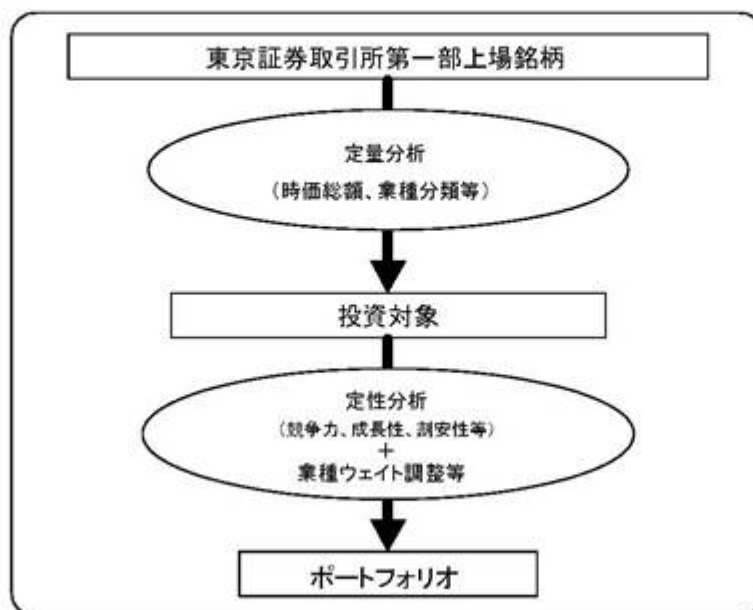 東京証券取引所第一部上場銘柄
定量分析
（時価総額、業種分類等）
投資対象
定性分析
（競争力、成長性、割安性等）
＋
業種ウェイト調整等
ポートフォリオ